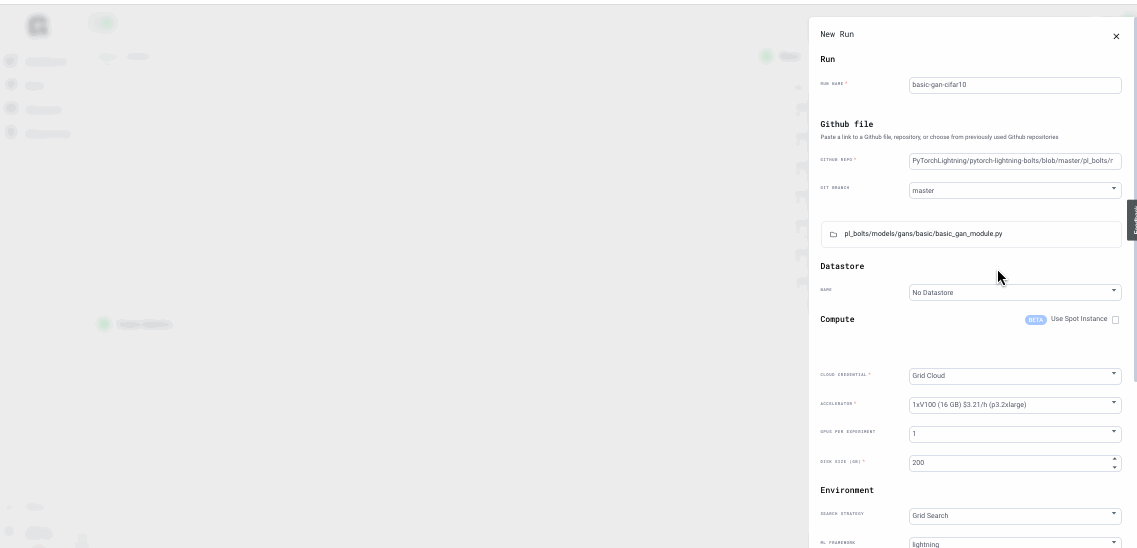 New Run
Run
RUN NAME *
basic-gan-cifar10
Github file
Paste a link to a Github file, repository, or choose from previously used Github repositories.
GITHUB REPO *
PyTorchLightning/pytorch-lightning-bolts/blob/master/pl_bolts/r
GIT BRANCH
master
pl_bolts/models/gans/basic/basic_gan_module.py
Datastore
NAME
No Datastore
Compute
BETA Use Spot Instance
CLOUD CREDENTIAL *
Grid Cloud
ACCELERATOR *
1xV100 (16 GB) $3.21/h (p3.2xlarge)
GPUS PER EXPERIMENT
1
DISK SIZE (GB) *
200
Environment
SEARCH STRATEGY
Grid Search
ML FRAMEWORK
lightning